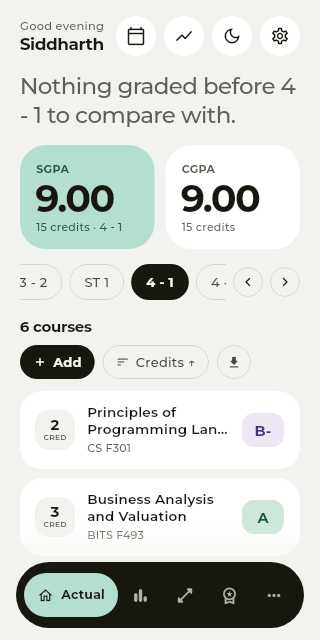 Good evening
Siddharth
Nothing graded before 4
- 1 to compare with.
SGPA
9.00
15 credits · 4 - 1
CGPA
9.00
15 credits
3 - 2
ST 1
4 - 1
4 ·
6 courses
+ Add
Credits ↑
2
CRED
Principles of
Programming Lan...
CS F301
B-
3
CRED
Business Analysis
and Valuation
BITS F493
A
Actual